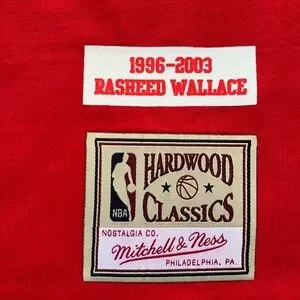 1996-2003
RASHEED WALLACE
HARDWOOD
NBA
CLASSICS
NOSTALGIA CO.
Mitchell & Ness
PHILADELPHIA, PA.